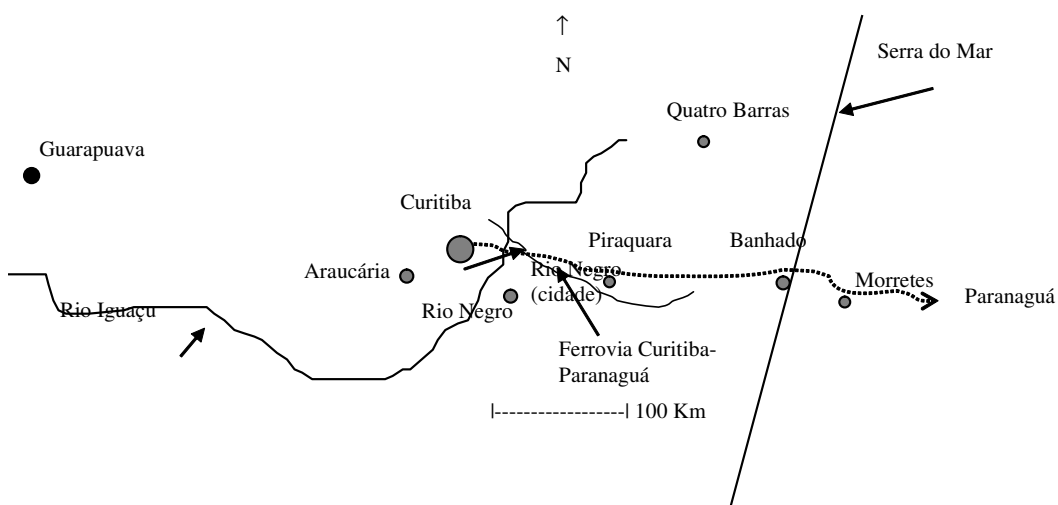 ↑
N
Serra do Mar
Quatro Barras
Guarapuava
Curitiba
Piraquara
Banhado
Araucária
Rio Negro
(cidade)
Morretes
Paranaguá
Rio Iguaçu
Rio Negro
Ferrovia Curitiba-
Paranaguá
|------------------| 100 Km